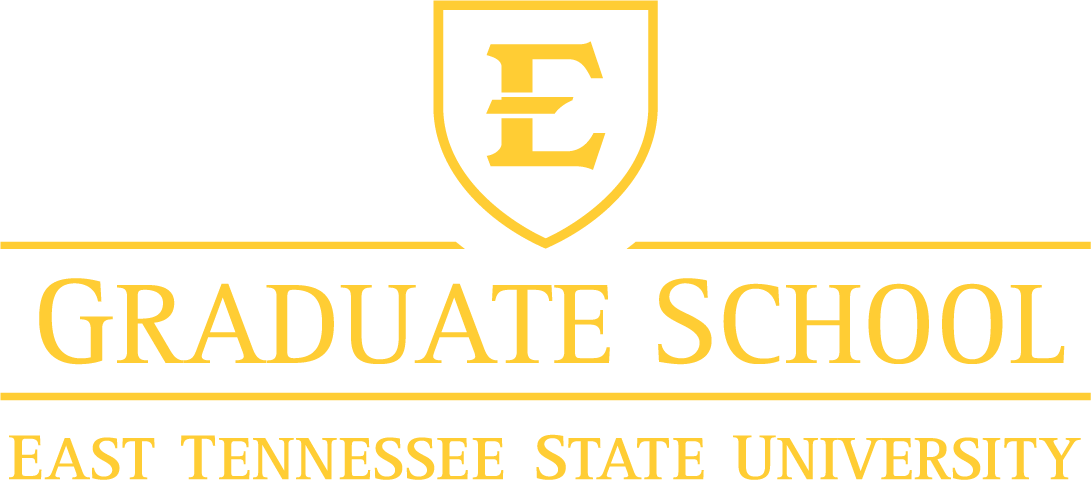 E
GRADUATE SCHOOL
EAST TENNESSEE STATE UNIVERSITY